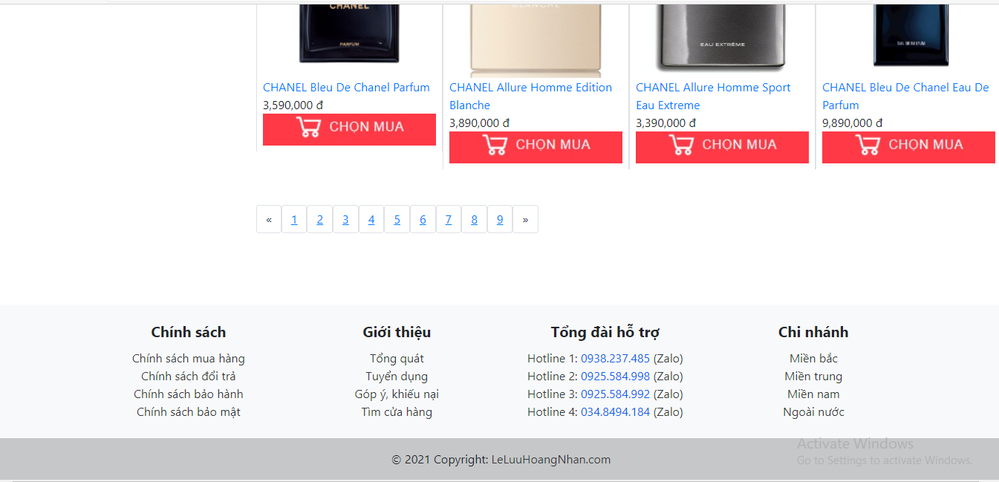 CHANEL
BLANCHE
PARFUM
EAU EXTRÊME
EAU DE PARFUM
CHANEL Bleu De Chanel Parfum
3,590,000 đ
CHỌN MUA
CHANEL Allure Homme Edition
Blanche
3,890,000 đ
CHỌN MUA
CHANEL Allure Homme Sport
Eau Extreme
3,390,000 đ
CHỌN MUA
CHANEL Bleu De Chanel Eau De
Parfum
9,890,000 đ
CHỌN MUA
« 1 2 3 4 5 6 7 8 9 »
Chính sách
Chính sách mua hàng
Chính sách đổi trả
Chính sách bảo hành
Chính sách bảo mật
Giới thiệu
Tổng quát
Tuyển dụng
Góp ý, khiếu nại
Tìm cửa hàng
Tổng đài hỗ trợ
Hotline 1: 0938.237.485 (Zalo)
Hotline 2: 0925.584.998 (Zalo)
Hotline 3: 0925.584.992 (Zalo)
Hotline 4: 034.8494.184 (Zalo)
Chi nhánh
Miền bắc
Miền trung
Miền nam
Ngoài nước
© 2021 Copyright: LeLuuHoangNhan.com
Activate Windows
Go to Settings to activate Windows.